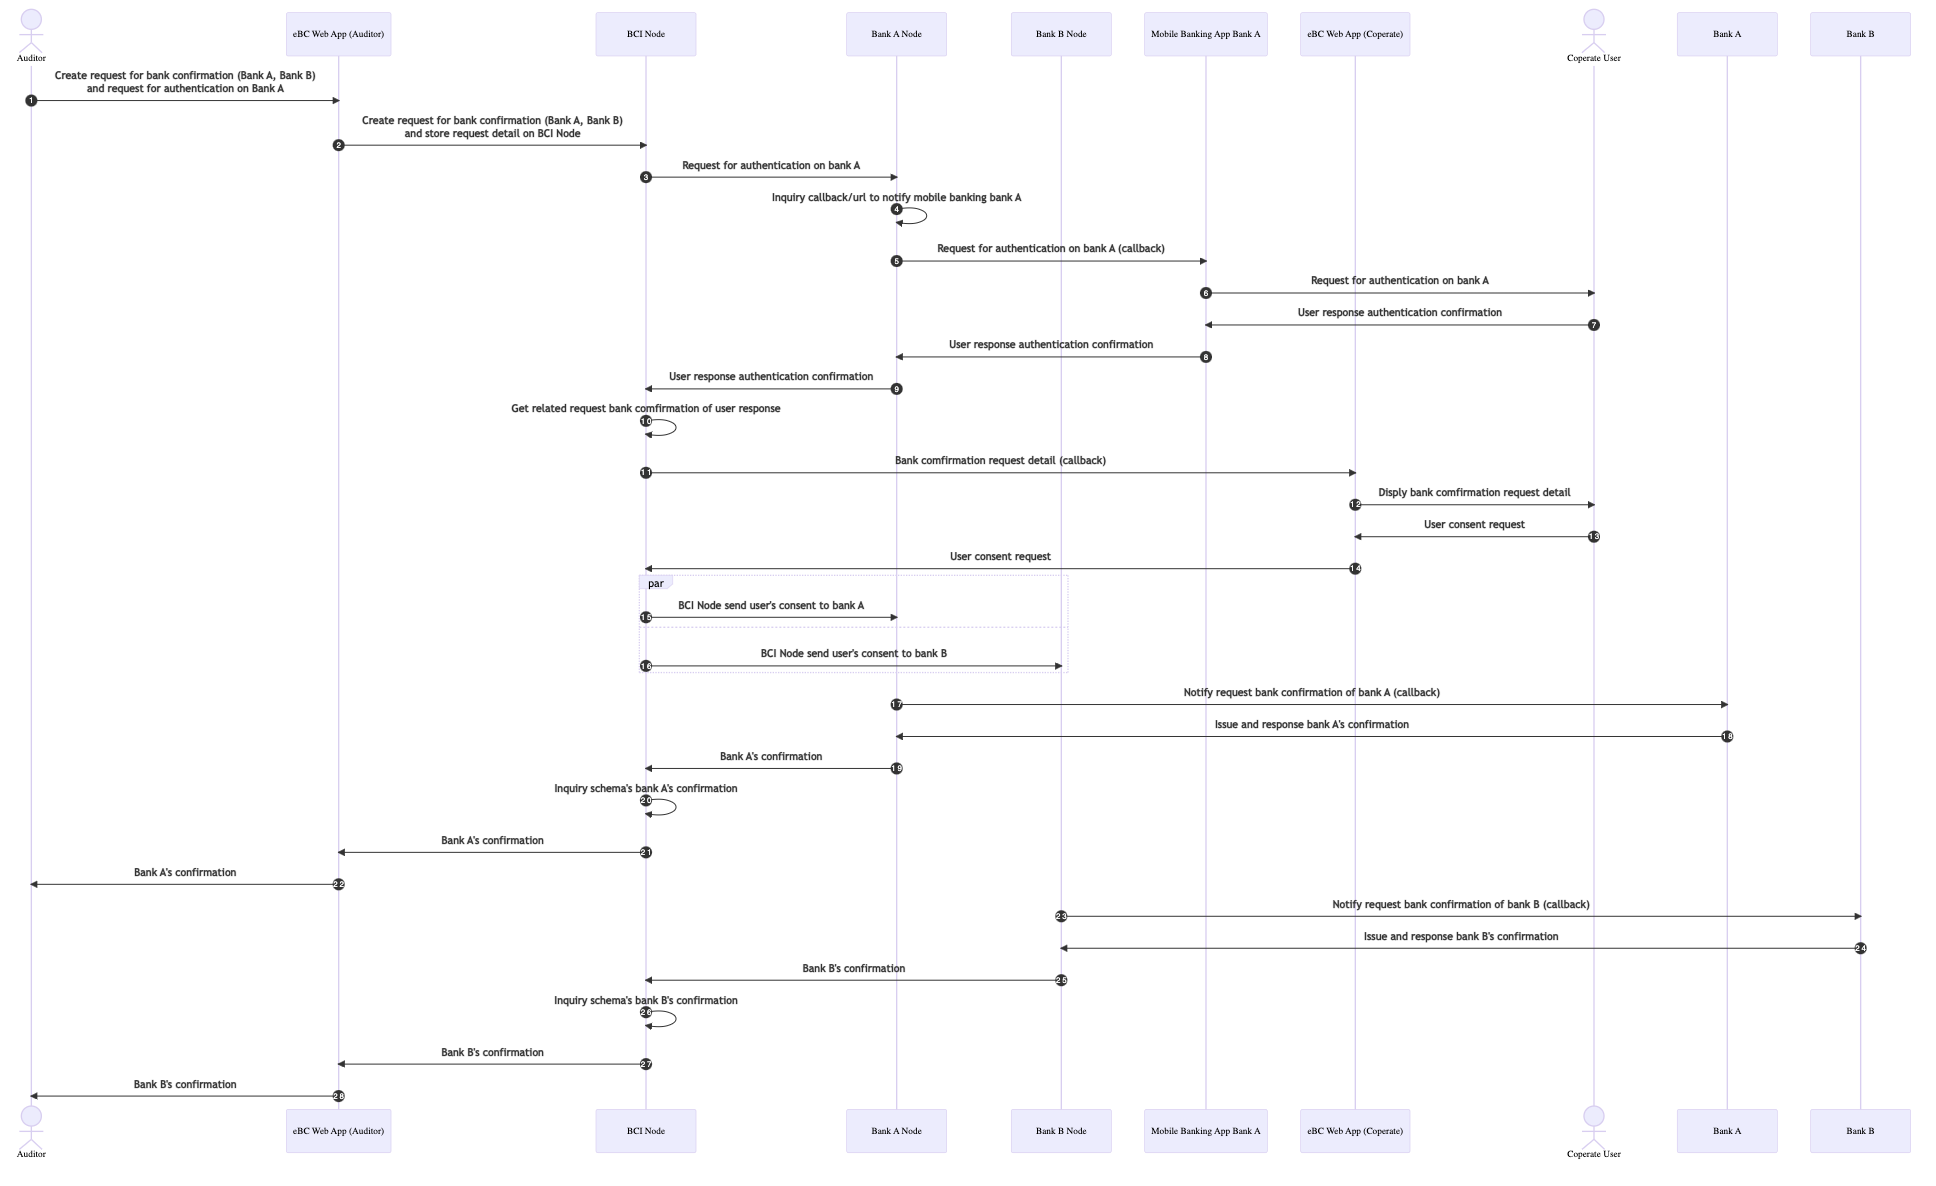 eBC Web App (Auditor)
BCI Node
Bank A Node
Bank B Node
Mobile Banking App Bank A
eBC Web App (Coperate)
Bank A
Bank B
Auditor
Coperate User
Create request for bank confirmation (Bank A, Bank B)
and request for authentication on Bank A
1
Create request for bank confirmation (Bank A, Bank B)
and store request detail on BCI Node
2
Request for authentication on bank A
3
Inquiry callback/url to notify mobile banking bank A
4
Request for authentication on bank A (callback)
5
Request for authentication on bank A
6
User response authentication confirmation
7
User response authentication confirmation
8
User response authentication confirmation
9
Get related request bank comfirmation of user response
10
Bank comfirmation request detail (callback)
11
Disply bank comfirmation request detail
12
User consent request
13
User consent request
14
par
BCI Node send user's consent to bank A
15
BCI Node send user's consent to bank B
16
Notify request bank confirmation of bank A (callback)
17
Issue and response bank A's confirmation
18
Bank A's confirmation
19
Inquiry schema's bank A's confirmation
20
Bank A's confirmation
21
Bank A's confirmation
22
Notify request bank confirmation of bank B (callback)
23
Issue and response bank B's confirmation
24
Bank B's confirmation
25
Inquiry schema's bank B's confirmation
26
Bank B's confirmation
27
Bank B's confirmation
28
eBC Web App (Auditor)
BCI Node
Bank A Node
Bank B Node
Mobile Banking App Bank A
eBC Web App (Coperate)
Bank A
Bank B
Auditor
Coperate User